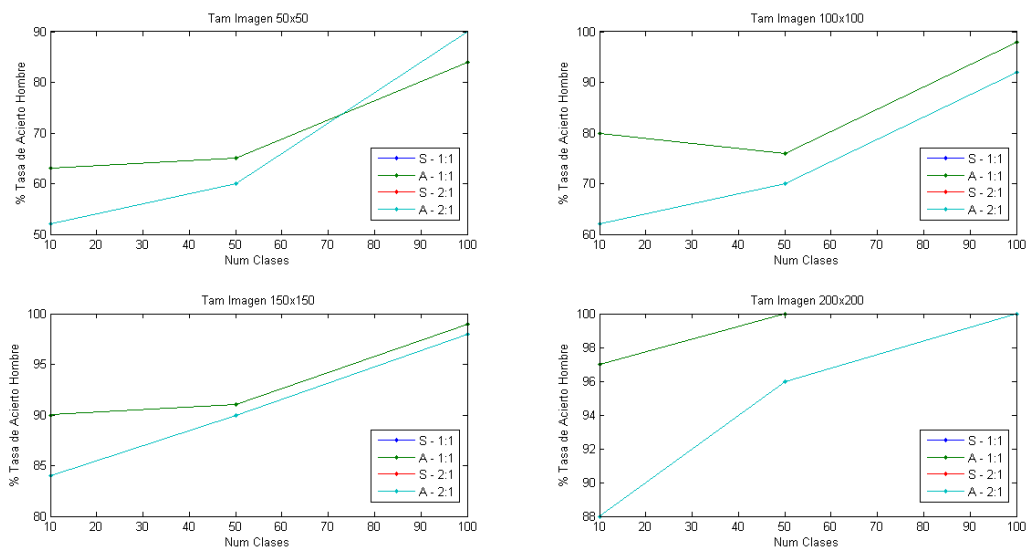 Tam Imagen 50x50
90
80
70
60
50
% Tasa de Acierto Hombre
10 20 30 40 50 60 70 80 90 100
Num Clases
S - 1:1
A - 1:1
S - 2:1
A - 2:1
Tam Imagen 100x100
100
90
80
70
60
% Tasa de Acierto Hombre
10 20 30 40 50 60 70 80 90 100
Num Clases
S - 1:1
A - 1:1
S - 2:1
A - 2:1
Tam Imagen 150x150
100
95
90
85
80
% Tasa de Acierto Hombre
10 20 30 40 50 60 70 80 90 100
Num Clases
S - 1:1
A - 1:1
S - 2:1
A - 2:1
Tam Imagen 200x200
100
98
96
94
92
90
88
% Tasa de Acierto Hombre
10 20 30 40 50 60 70 80 90 100
Num Clases
S - 1:1
A - 1:1
S - 2:1
A - 2:1